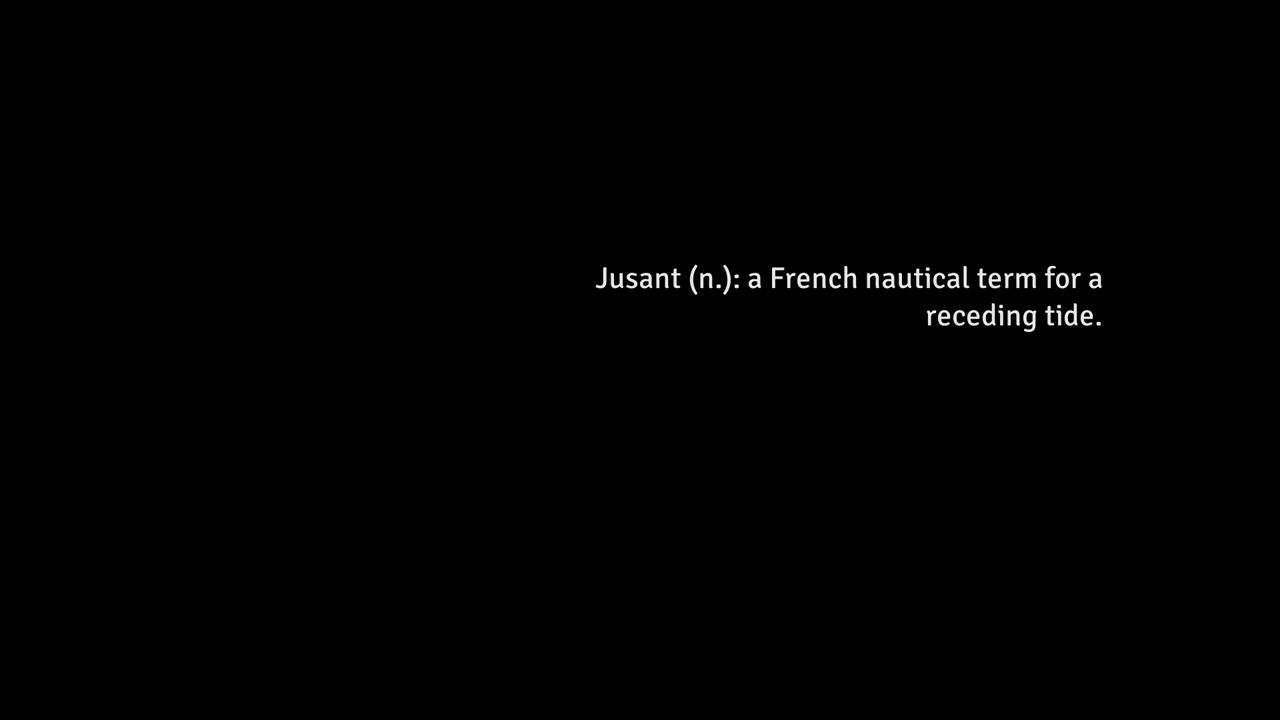 Jusant (n.): a French nautical term for a
receding tide.